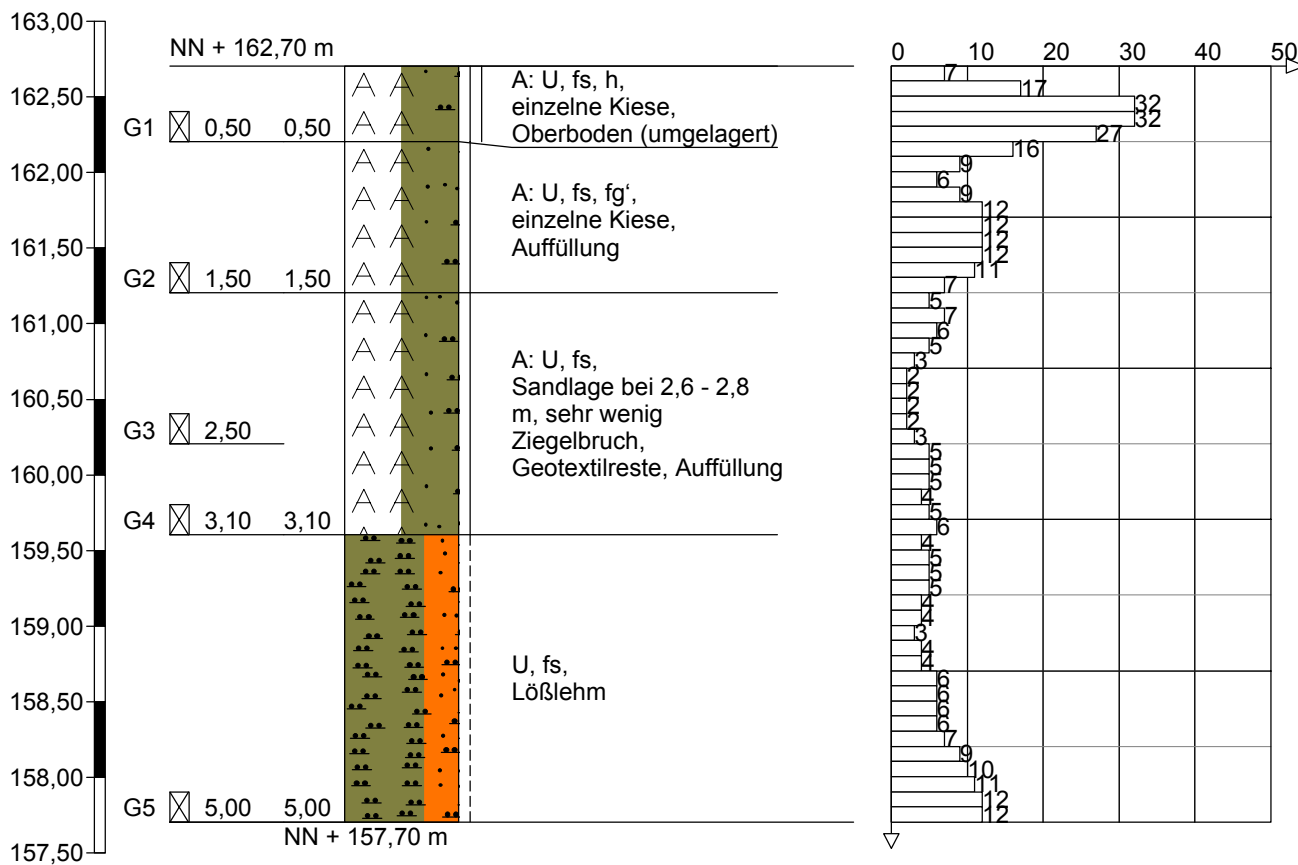 163,00
162,50
162,00
161,50
161,00
160,50
160,00
159,50
159,00
158,50
158,00
157,50
NN + 162,70 m
G1 0,50 0,50
G2 1,50 1,50
G3 2,50
G4 3,10 3,10
G5 5,00 5,00
NN + 157,70 m
A: U, fs, h,
einzelne Kiese,
Oberboden (umgelagert)
A: U, fs, fg‘,
einzelne Kiese,
Auffüllung
A: U, fs,
Sandlage bei 2,6 - 2,8
m, sehr wenig
Ziegelbruch,
Geotextilreste, Auffüllung
U, fs,
Lößlehm
0 10 20 30 40 50
7
17
32
32
27
16
9
6
9
12
12
12
12
11
7
5
7
6
5
3
2
2
2
2
3
5
5
5
4
5
6
4
5
5
5
4
4
3
4
4
6
6
6
6
7
9
10
11
12
12